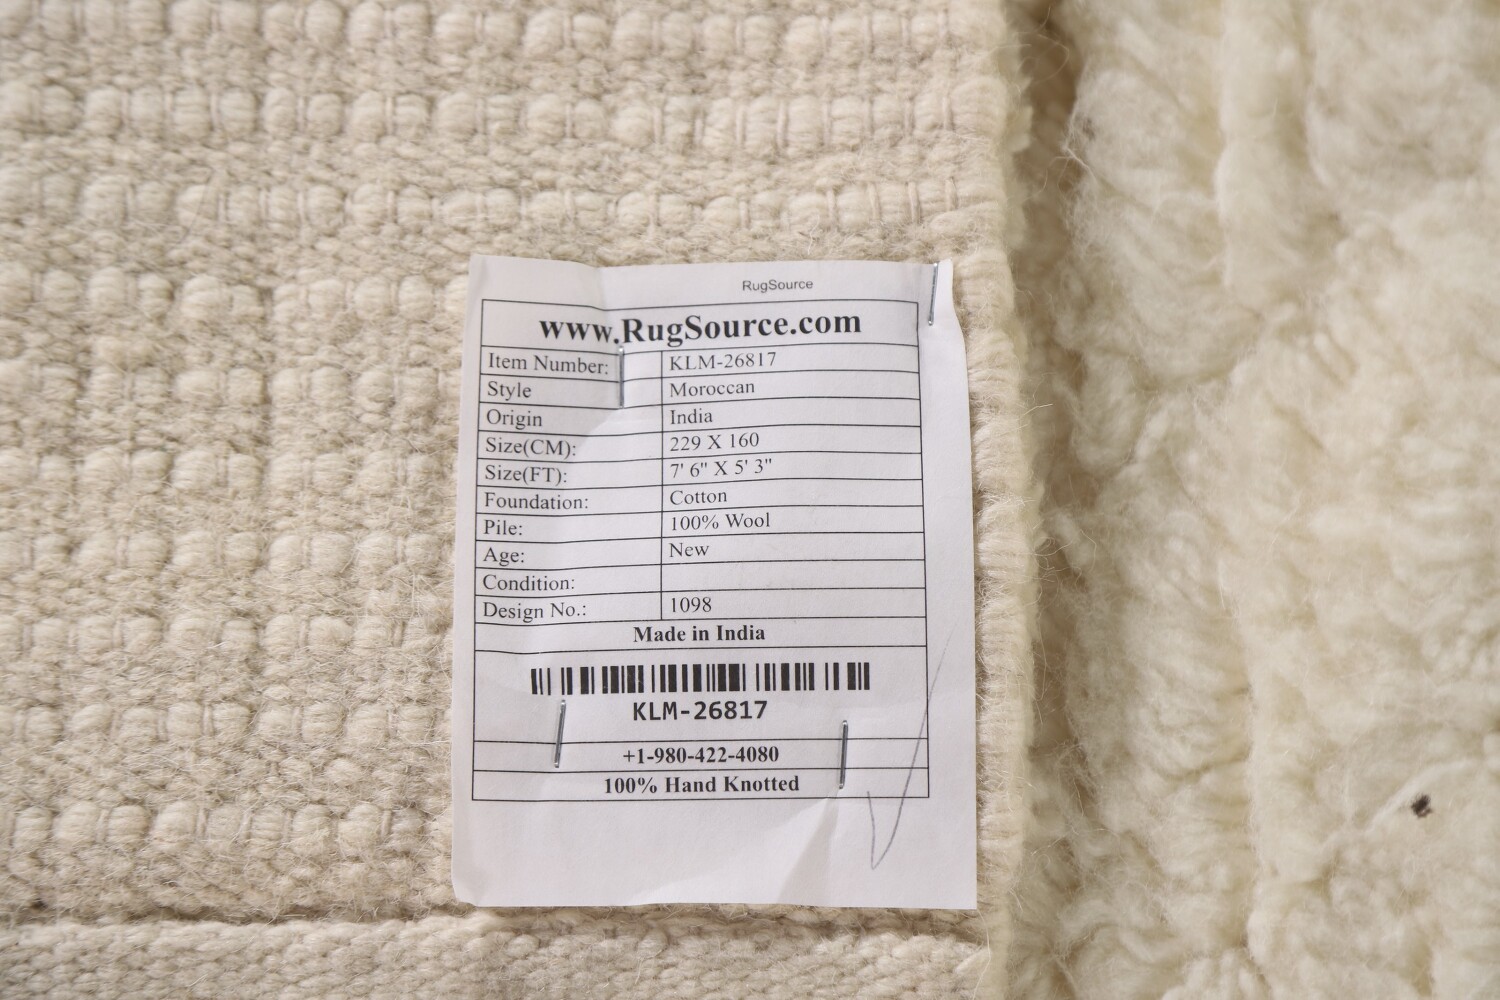 RugSource
www.RugSource.com
Item Number: KLM-26817
Style Moroccan
Origin India
Size(CM): 229 X 160
Size(FT): 7' 6" X 5' 3"
Foundation: Cotton
Pile: 100% Wool
Age: New
Condition:
Design No.: 1098
Made in India
KLM-26817
+1-980-422-4080
100% Hand Knotted